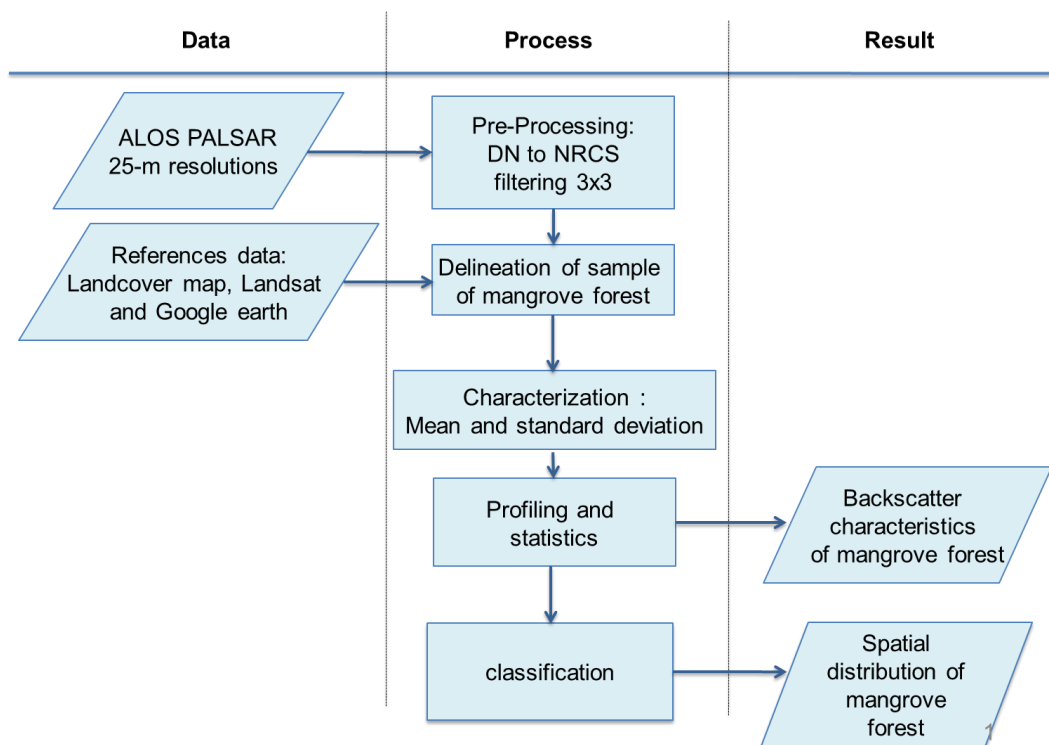 Data
Process
Result
ALOS PALSAR
25-m resolutions
Pre-Processing:
DN to NRCS
filtering 3x3
References data:
Landcover map, Landsat
and Google earth
Delineation of sample
of mangrove forest
Characterization :
Mean and standard deviation
Profiling and
statistics
Backscatter
characteristics
of mangrove forest
classification
Spatial
distribution of
mangrove
forest
1